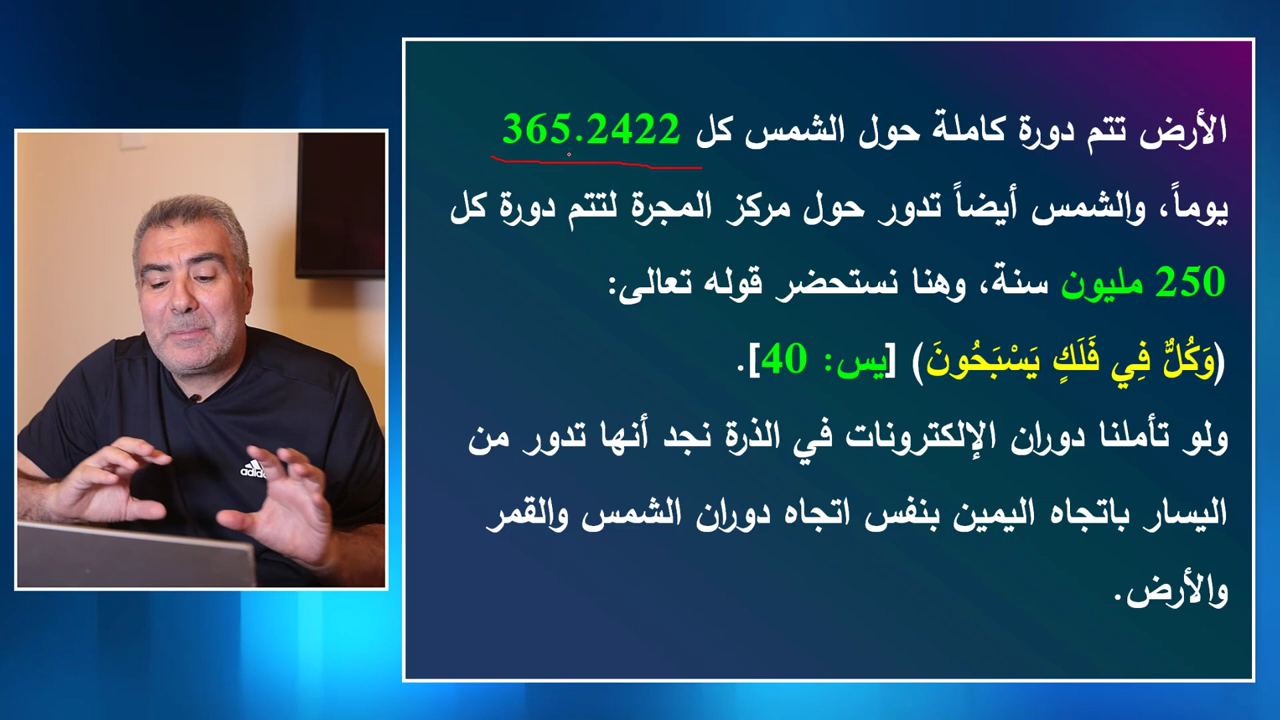 الأرض تتم دورة كاملة حول الشمس كل 365.2422
يوماً، والشمس أيضاً تدور حول مركز المجرة لتتم دورة كل
250 مليون سنة، وهنا نستحضر قوله تعالى:
(وَكُلٌّ فِي فَلَكٍ يَسْبَحُونَ) [يس: 40].
ولو تأملنا دوران الإلكترونات في الذرة نجد أنها تدور من
اليسار باتجاه اليمين بنفس اتجاه دوران الشمس والقمر
والأرض.
adidas